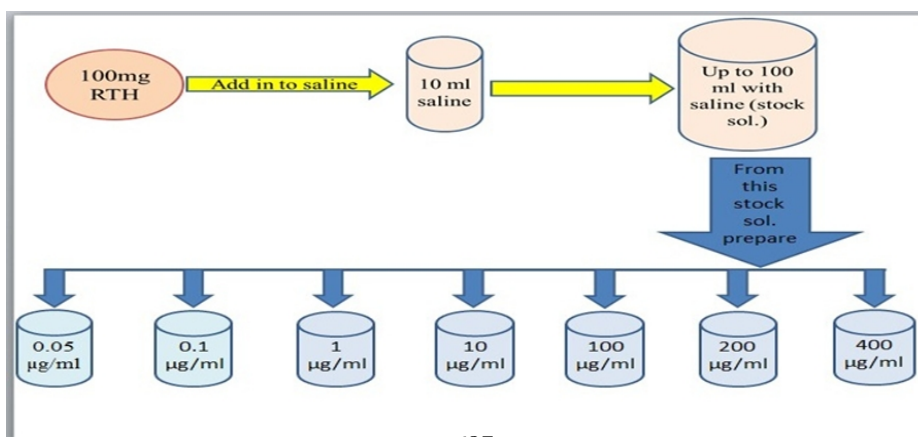 100mg
RTH
Add in to saline
10 ml
saline
Up to 100
ml with
saline (stock
sol.)
From
this
stock
sol.
prepare
0.05
µg/ml
0.1
µg/ml
1
µg/ml
10
µg/ml
100
µg/ml
200
µg/ml
400
µg/ml